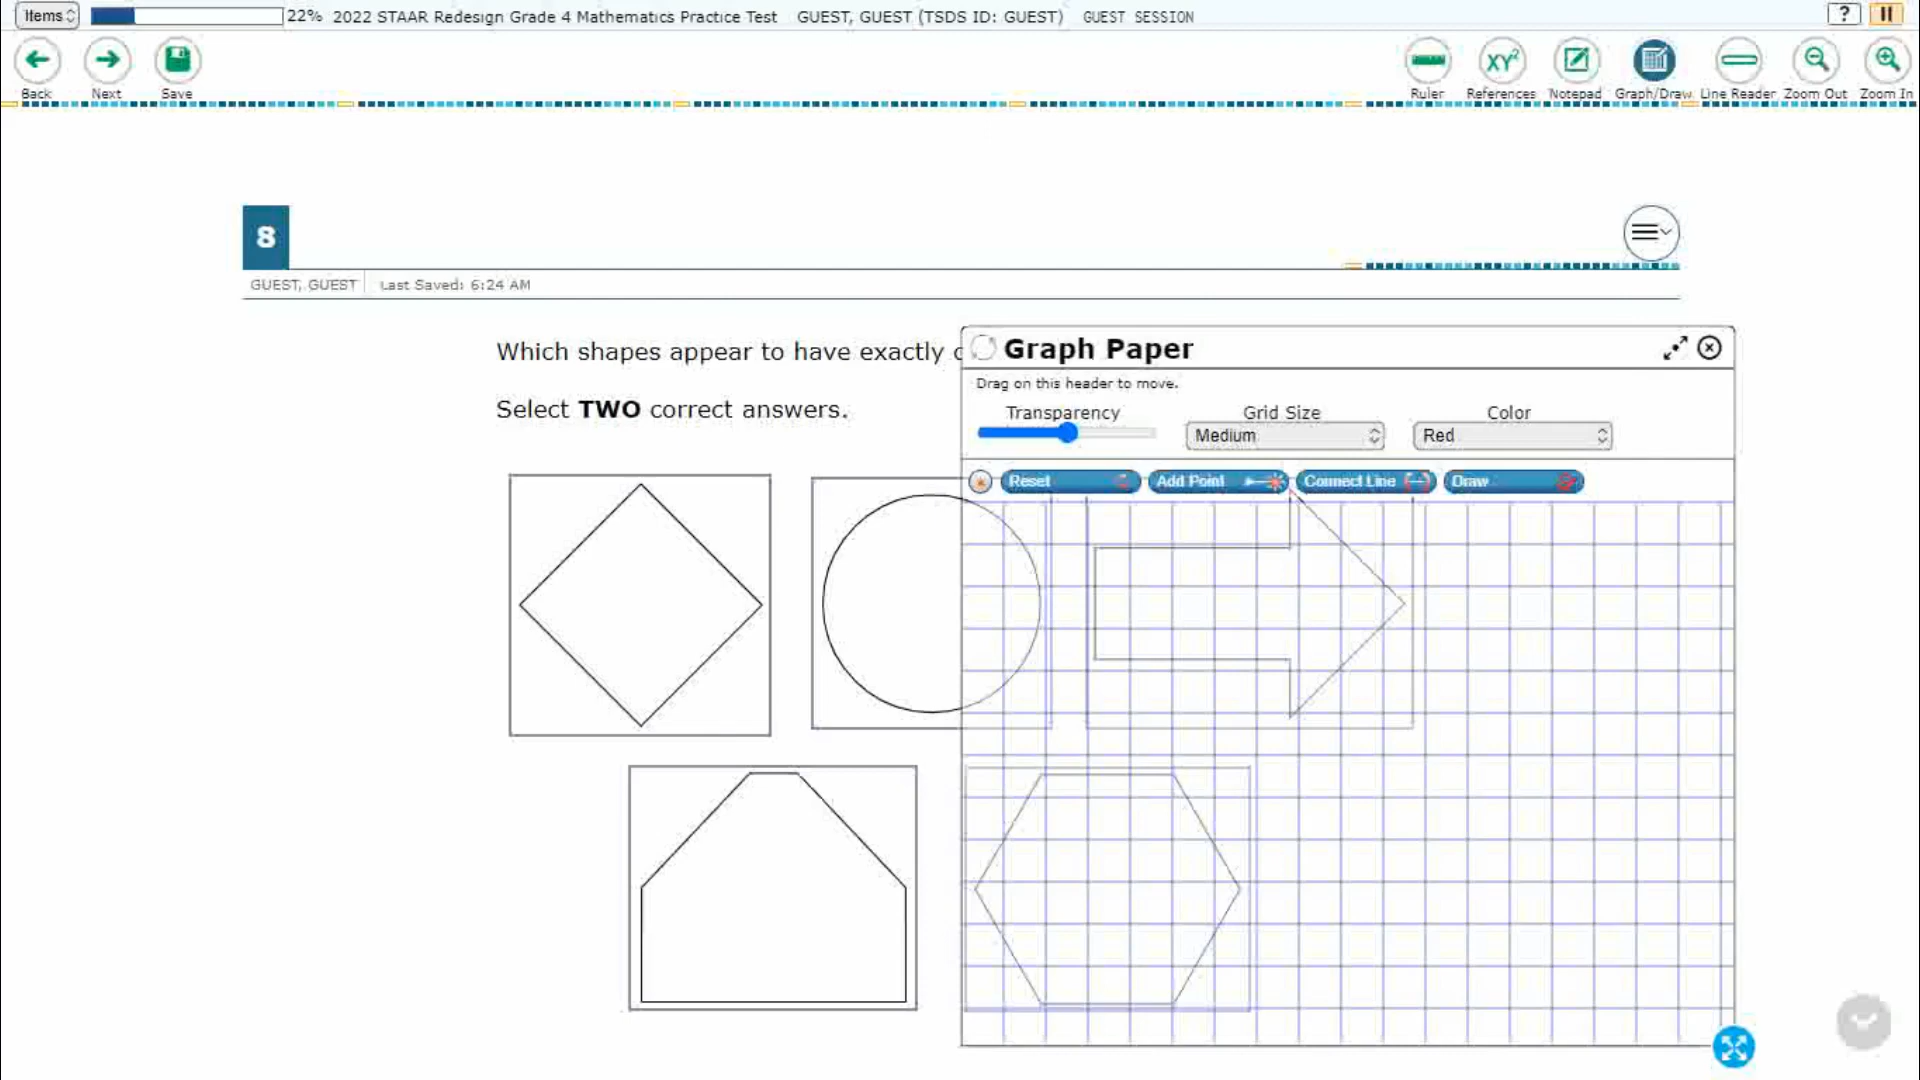 Items 22% 2022 STAAR Redesign Grade 4 Mathematics Practice Test GUEST, GUEST (TSDS ID: GUEST) GUEST SESSION ?
XY²
Back Next Save Ruler References Notepad Graph/Draw Line Reader Zoom Out Zoom In
8
GUEST, GUEST Last Saved: 6:24 AM
Which shapes appear to have exactly
Select TWO correct answers.
Graph Paper
Drag on this header to move.
Transparency Grid Size Color
Medium Red
Reset Add Point Connect Line Draw